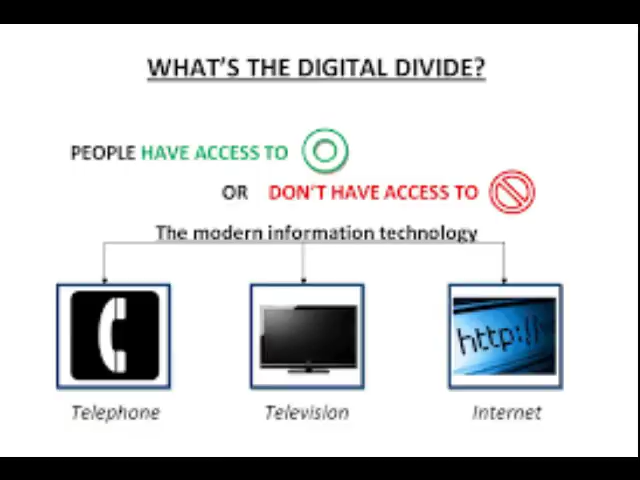 WHAT'S THE DIGITAL DIVIDE?
PEOPLE HAVE ACCESS TO
OR DON'T HAVE ACCESS TO
The modern information technology
http://
Telephone Television Internet